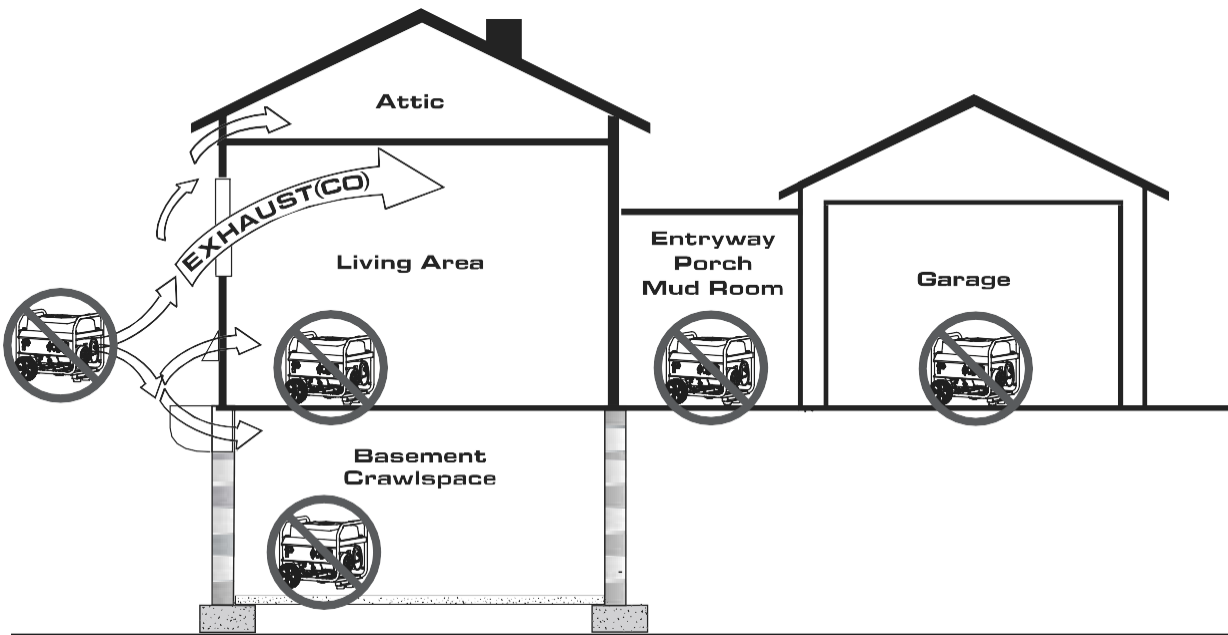 Attic
EXHAUST(CO)
Living Area
Entryway
Porch
Mud Room
Garage
Basement
Crawlspace